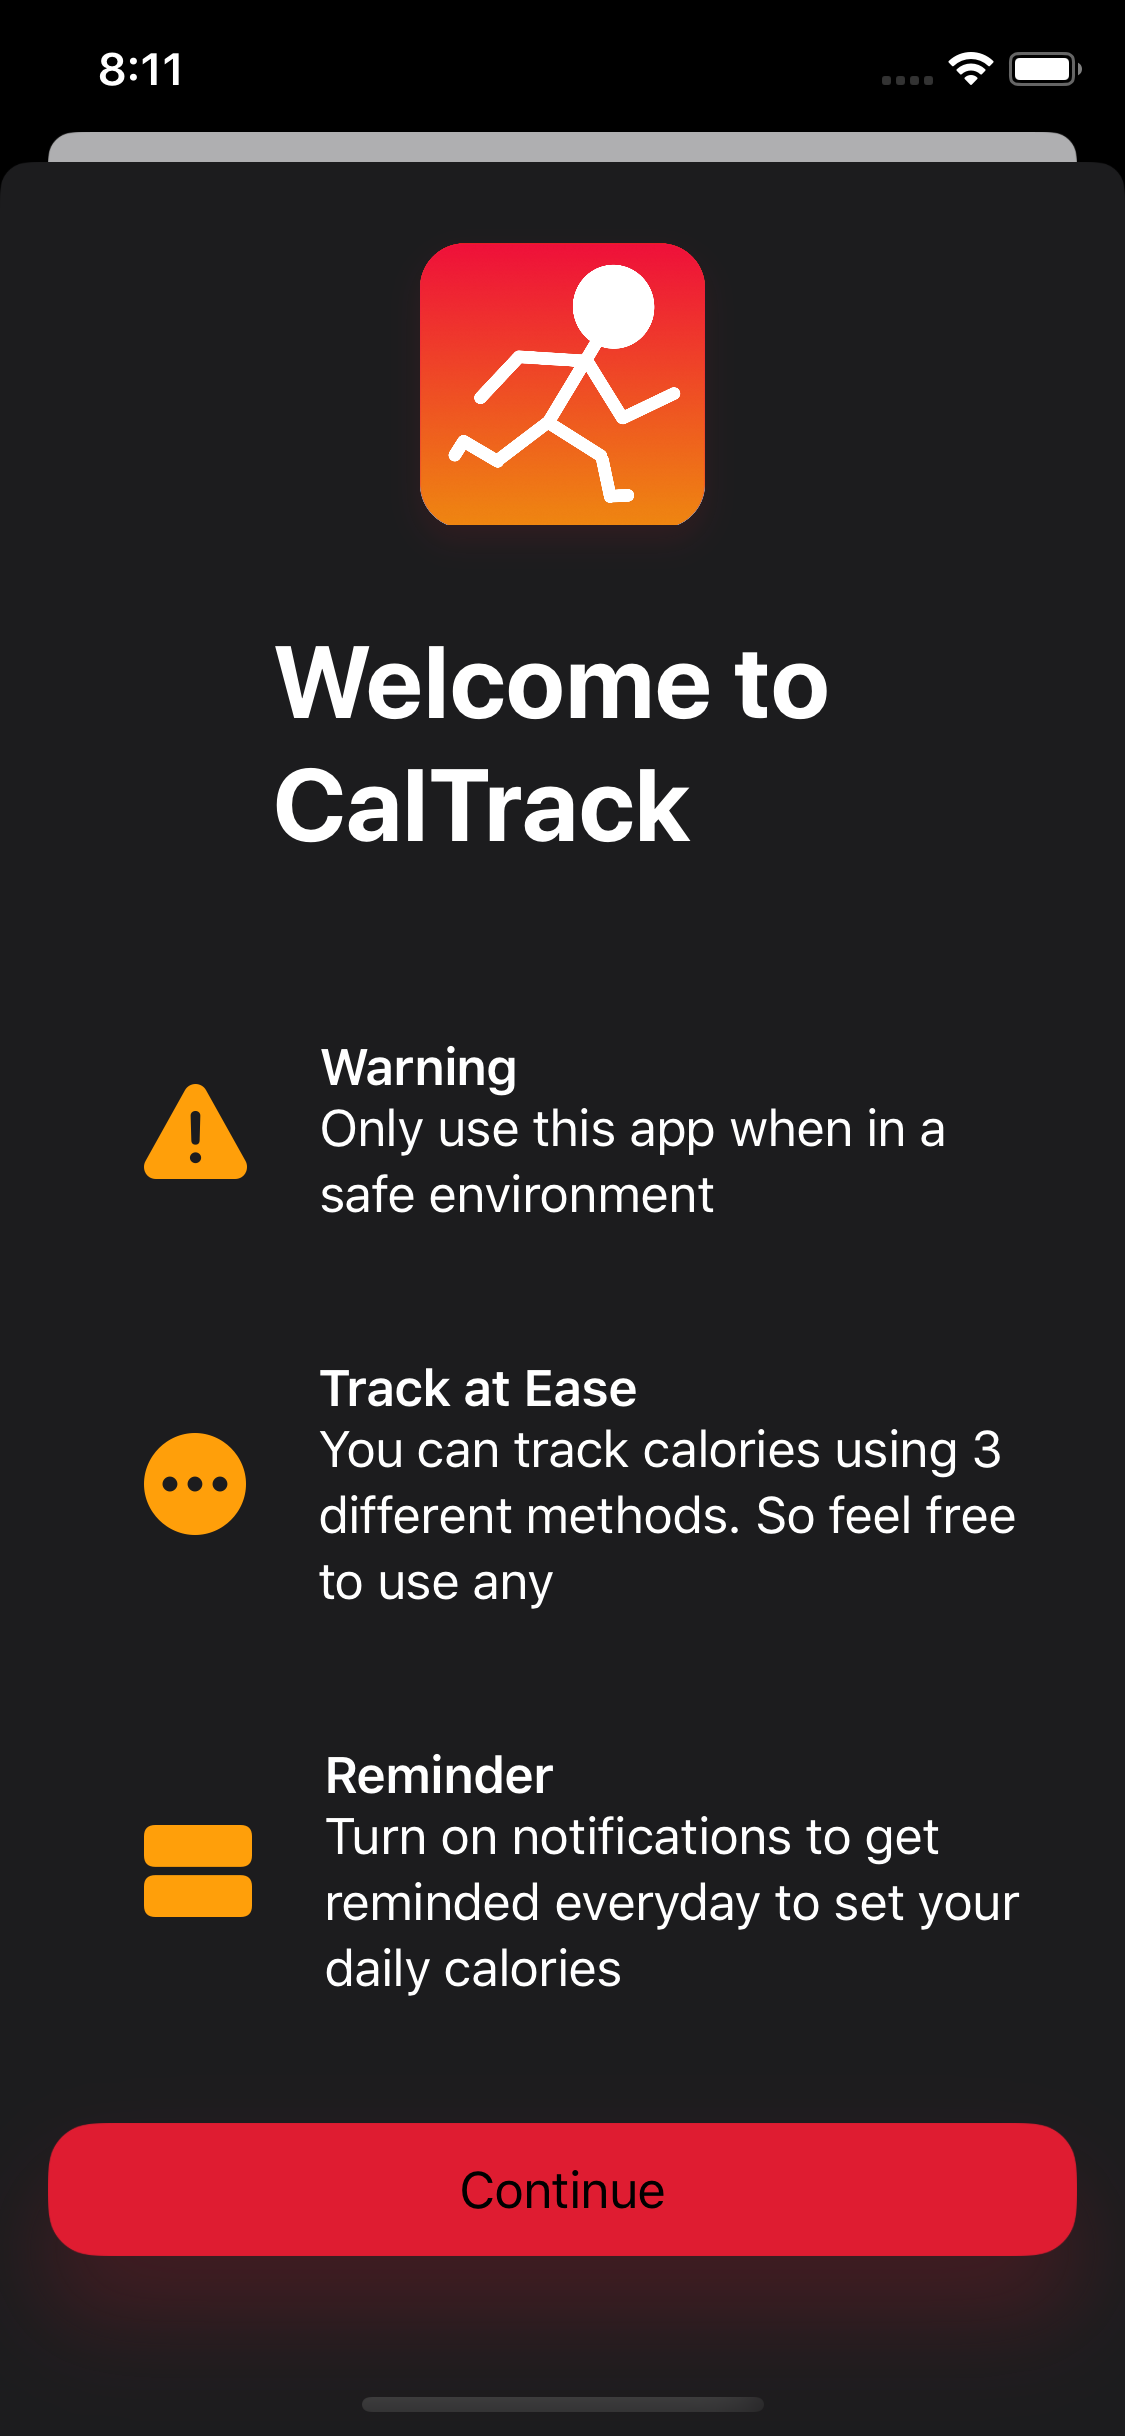 8:11
Welcome to
CalTrack
Warning
Only use this app when in a
safe environment
Track at Ease
You can track calories using 3
different methods. So feel free
to use any
Reminder
Turn on notifications to get
reminded everyday to set your
daily calories
Continue